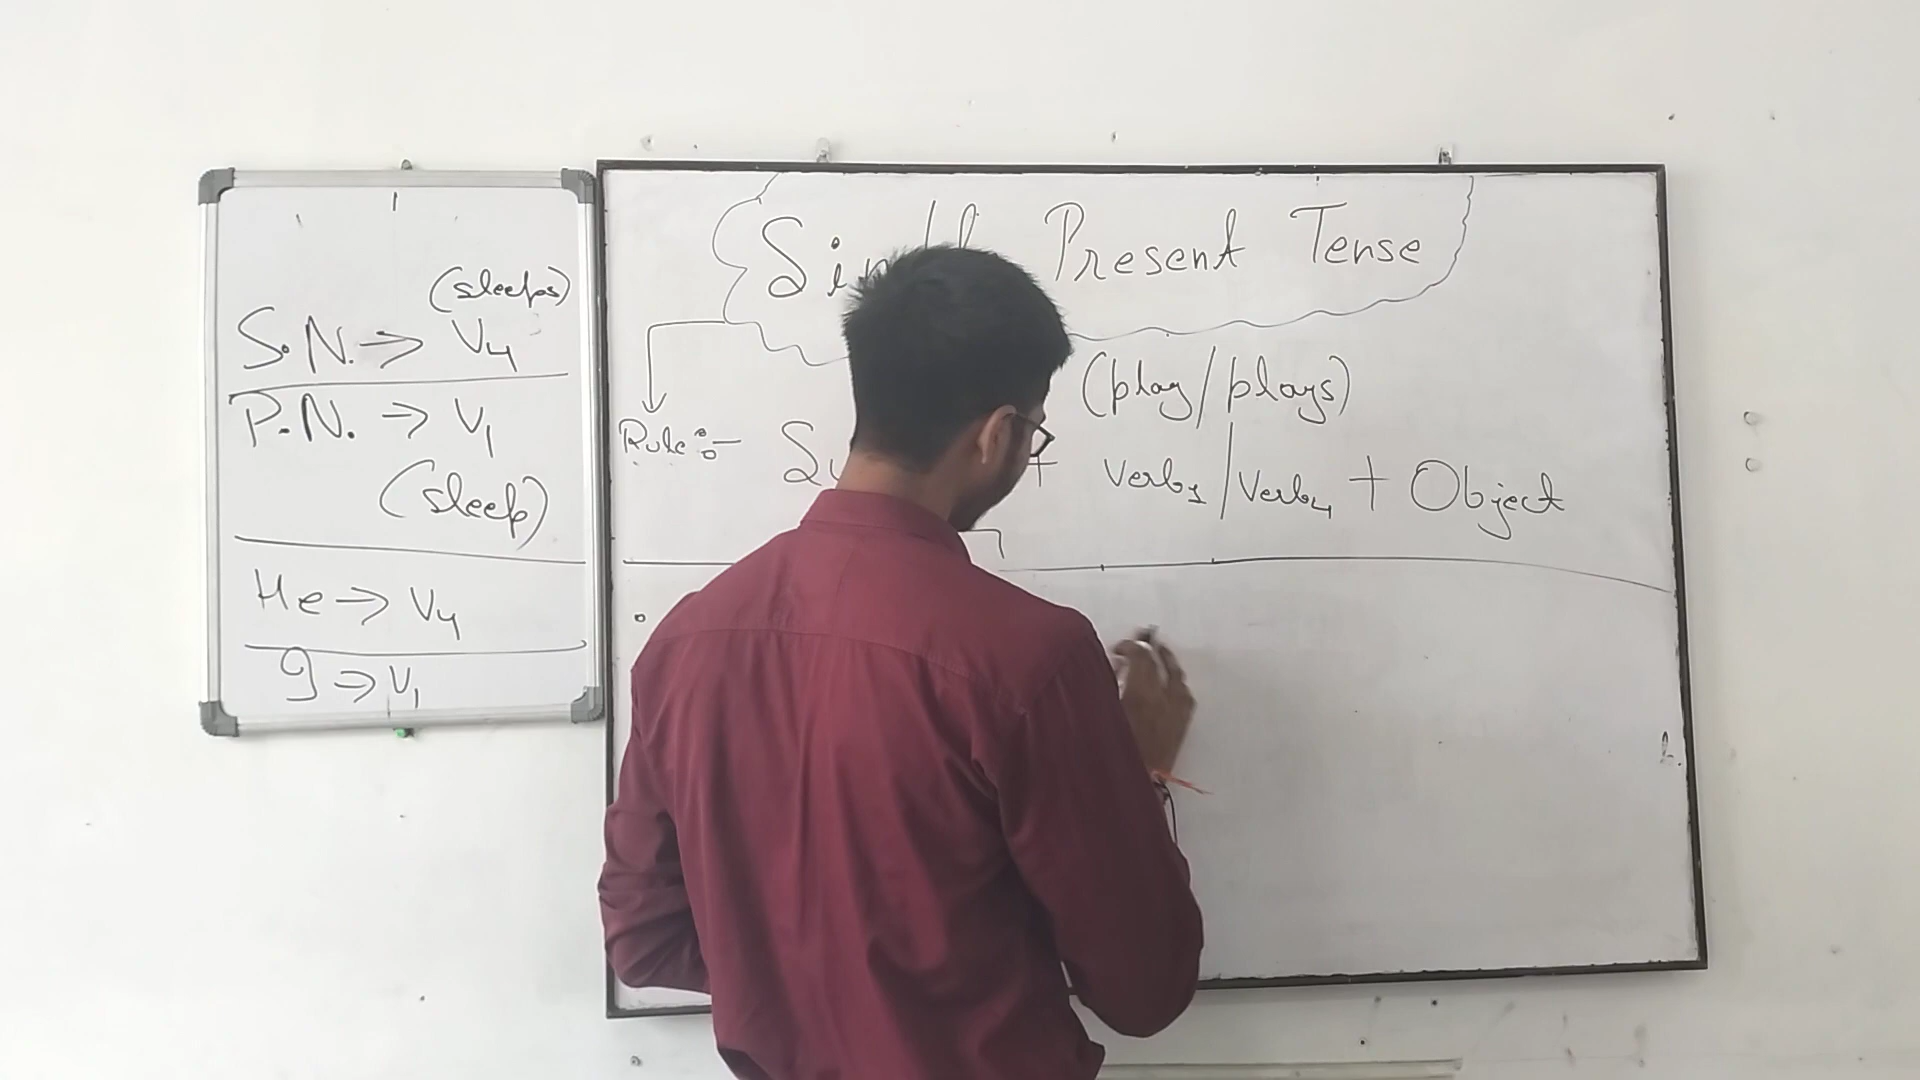 (sleeps)
S.N. → V4
P.N. → V1
(sleep)
He → V4
I → V1
Present Tense
(play/plays)
Rule:-
+ Verb1/Verb4 + Object